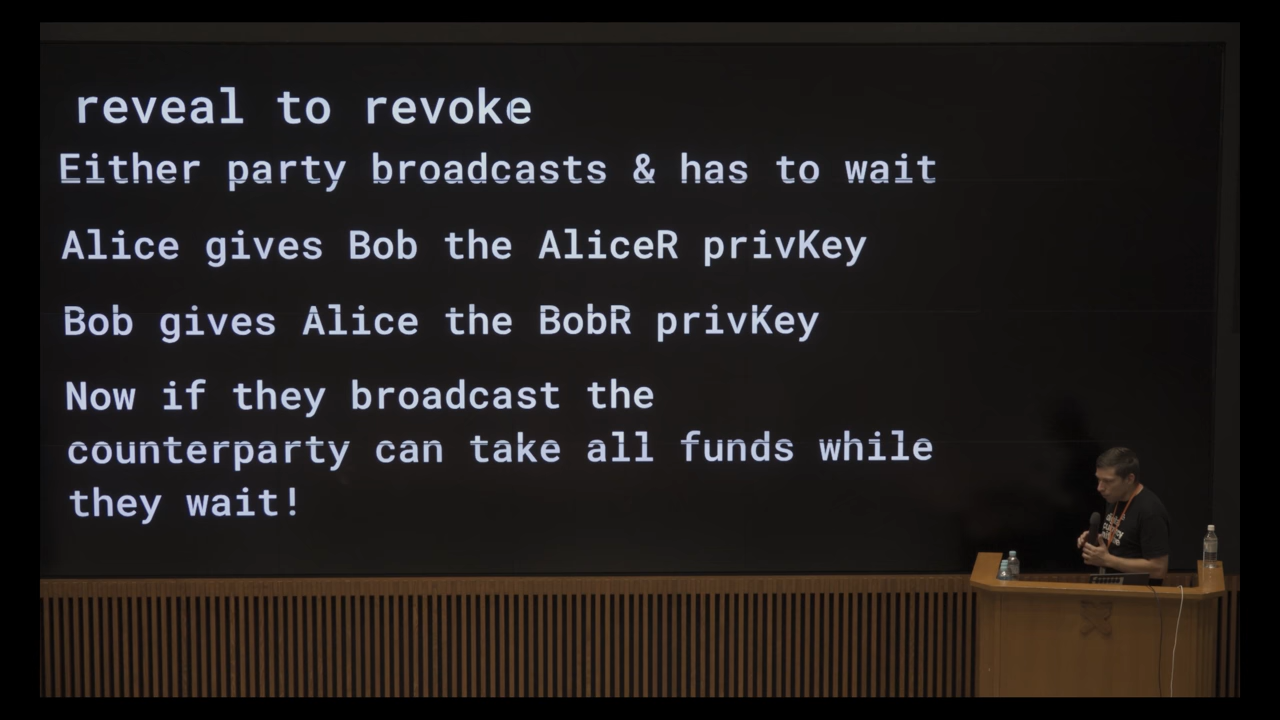 reveal to revoke
Either party broadcasts & has to wait
Alice gives Bob the AliceR privKey
Bob gives Alice the BobR privKey
Now if they broadcast the
counterparty can take all funds while
they wait!